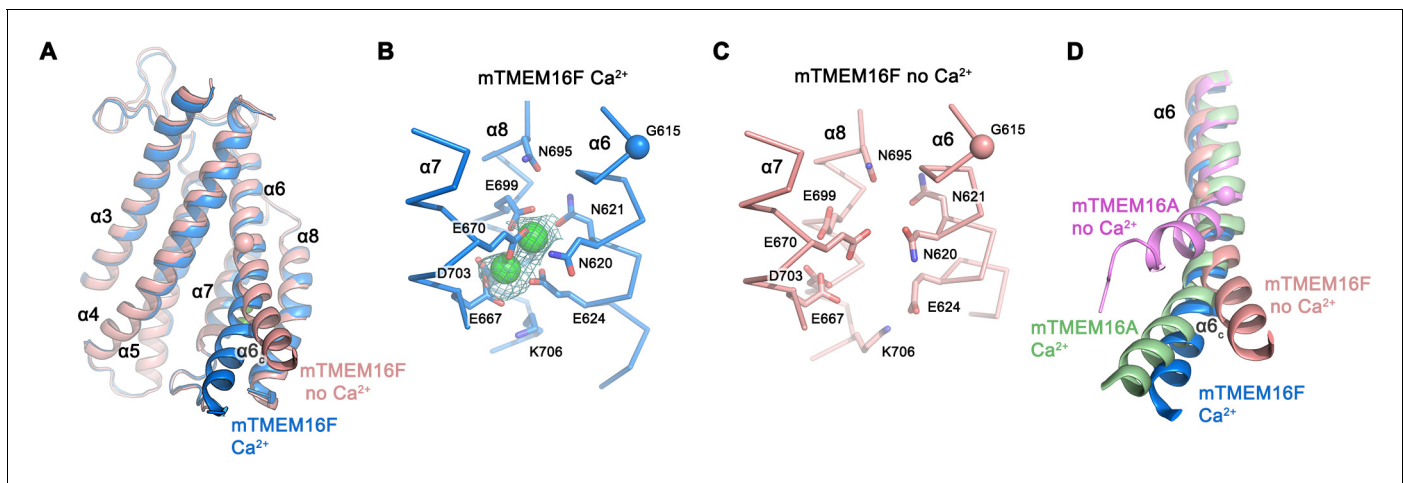 A
α3
α4
α5
α6
α7
α8
α6c
mTMEM16F
no Ca²⁺
mTMEM16F
Ca²⁺
B
mTMEM16F Ca²⁺
α8
α6
G615
α7
N695
E699
N621
E670
N620
D703
E667
E624
K706
C
mTMEM16F no Ca²⁺
α8
α6
G615
α7
N695
E699
N621
E670
N620
D703
E667
E624
K706
D
α6
mTMEM16A
no Ca²⁺
mTMEM16F
no Ca²⁺
mTMEM16A
Ca²⁺
α6c
mTMEM16F
Ca²⁺